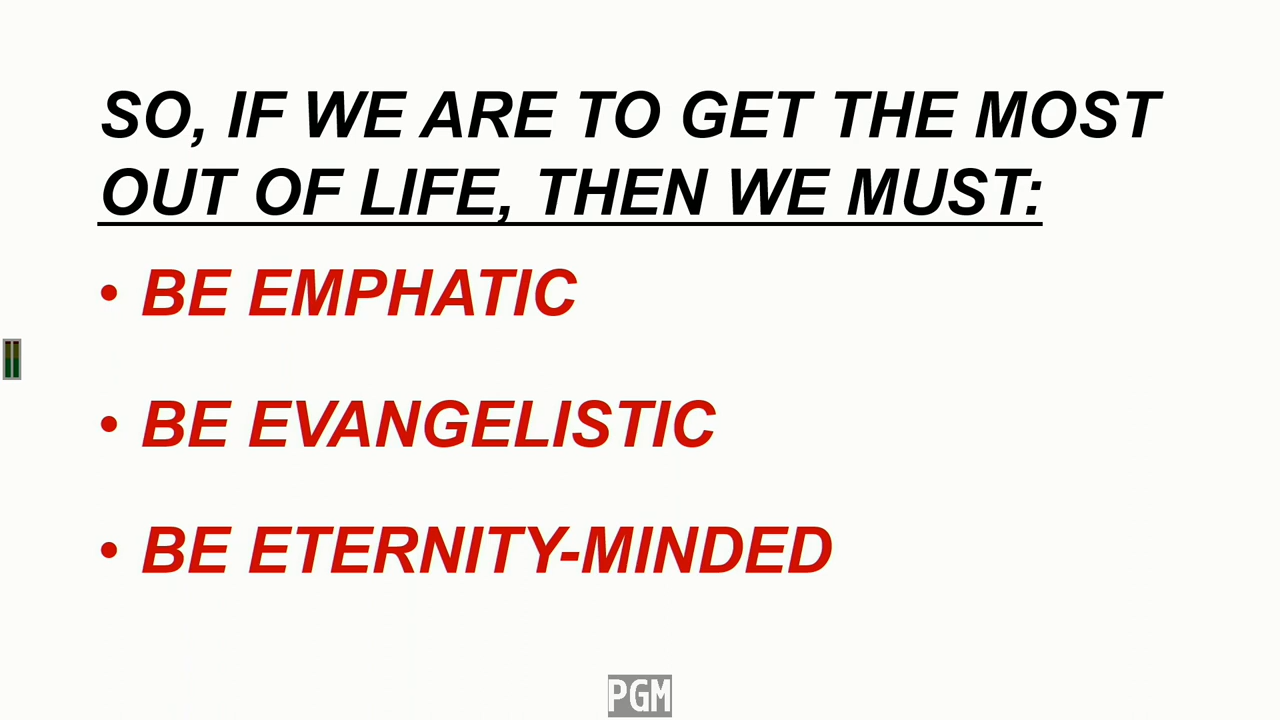 SO, IF WE ARE TO GET THE MOST
OUT OF LIFE, THEN WE MUST:
• BE EMPHATIC
• BE EVANGELISTIC
• BE ETERNITY-MINDED
PGM